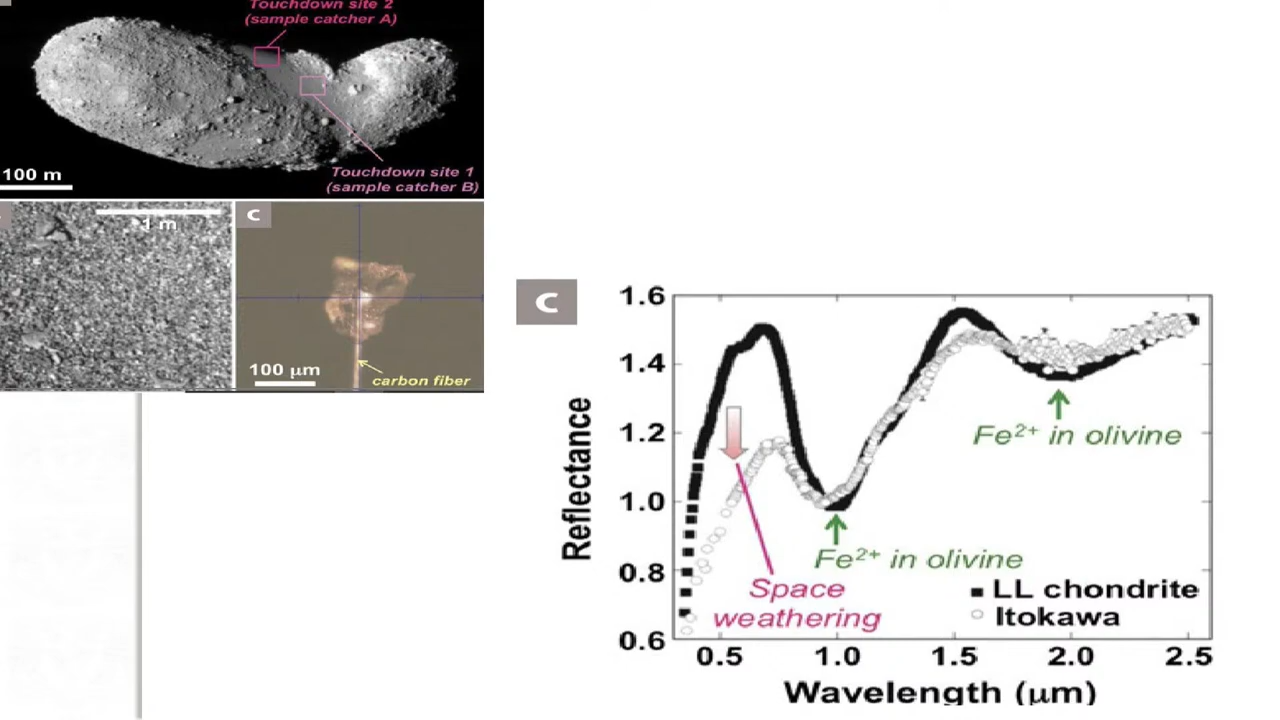 Touchdown site 2
(sample catcher A)
100 m
Touchdown site 1
(sample catcher B)
1 m
C
100 μm
carbon fiber
C
1.6
1.4
1.2
1.0
0.8
0.6
Reflectance
Fe²⁺ in olivine
Fe²⁺ in olivine
Space
weathering
LL chondrite
Itokawa
0.5 1.0 1.5 2.0 2.5
Wavelength (μm)